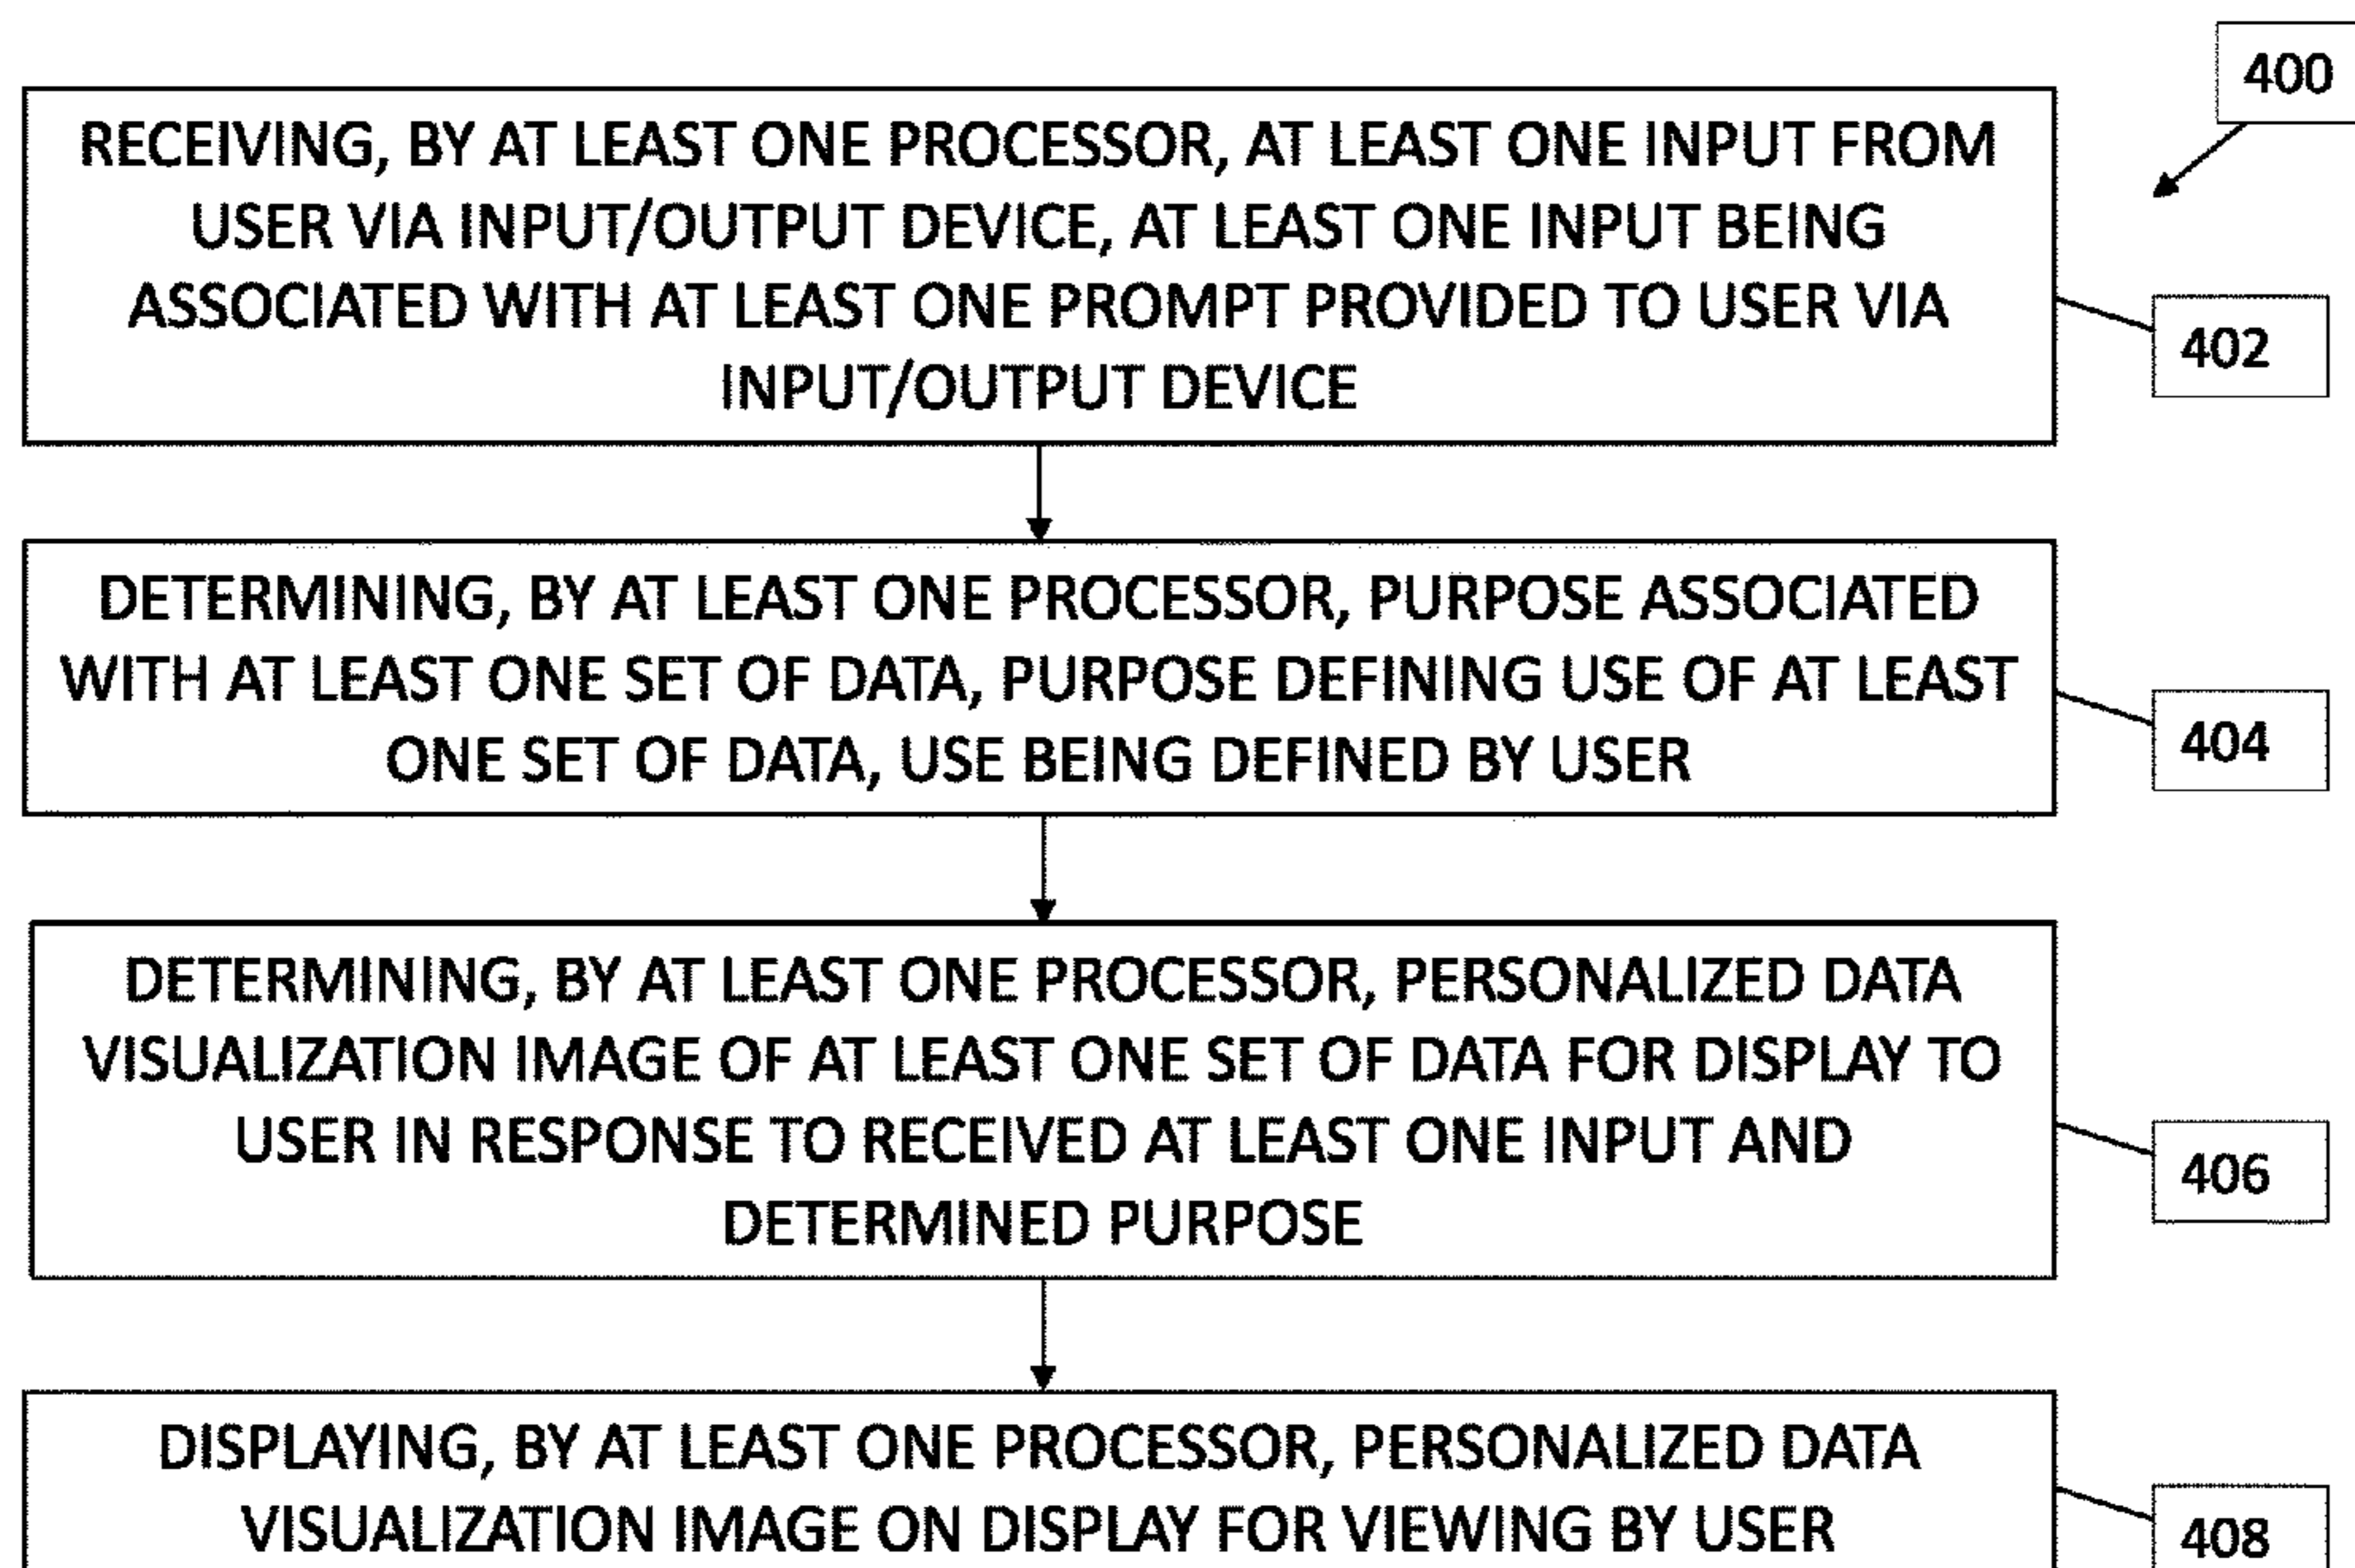 400
RECEIVING, BY AT LEAST ONE PROCESSOR, AT LEAST ONE INPUT FROM
USER VIA INPUT/OUTPUT DEVICE, AT LEAST ONE INPUT BEING
ASSOCIATED WITH AT LEAST ONE PROMPT PROVIDED TO USER VIA
INPUT/OUTPUT DEVICE
402
DETERMINING, BY AT LEAST ONE PROCESSOR, PURPOSE ASSOCIATED
WITH AT LEAST ONE SET OF DATA, PURPOSE DEFINING USE OF AT LEAST
ONE SET OF DATA, USE BEING DEFINED BY USER
404
DETERMINING, BY AT LEAST ONE PROCESSOR, PERSONALIZED DATA
VISUALIZATION IMAGE OF AT LEAST ONE SET OF DATA FOR DISPLAY TO
USER IN RESPONSE TO RECEIVED AT LEAST ONE INPUT AND
DETERMINED PURPOSE
406
DISPLAYING, BY AT LEAST ONE PROCESSOR, PERSONALIZED DATA
VISUALIZATION IMAGE ON DISPLAY FOR VIEWING BY USER
408